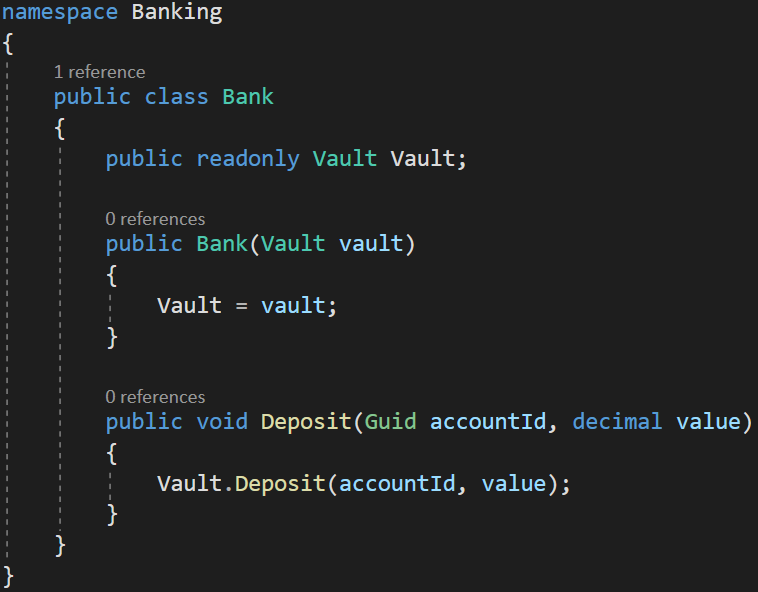 namespace Banking
{
1 reference
public class Bank
{
public readonly Vault Vault;
0 references
public Bank(Vault vault)
{
Vault = vault;
}
0 references
public void Deposit(Guid accountId, decimal value)
{
Vault.Deposit(accountId, value);
}
}
}